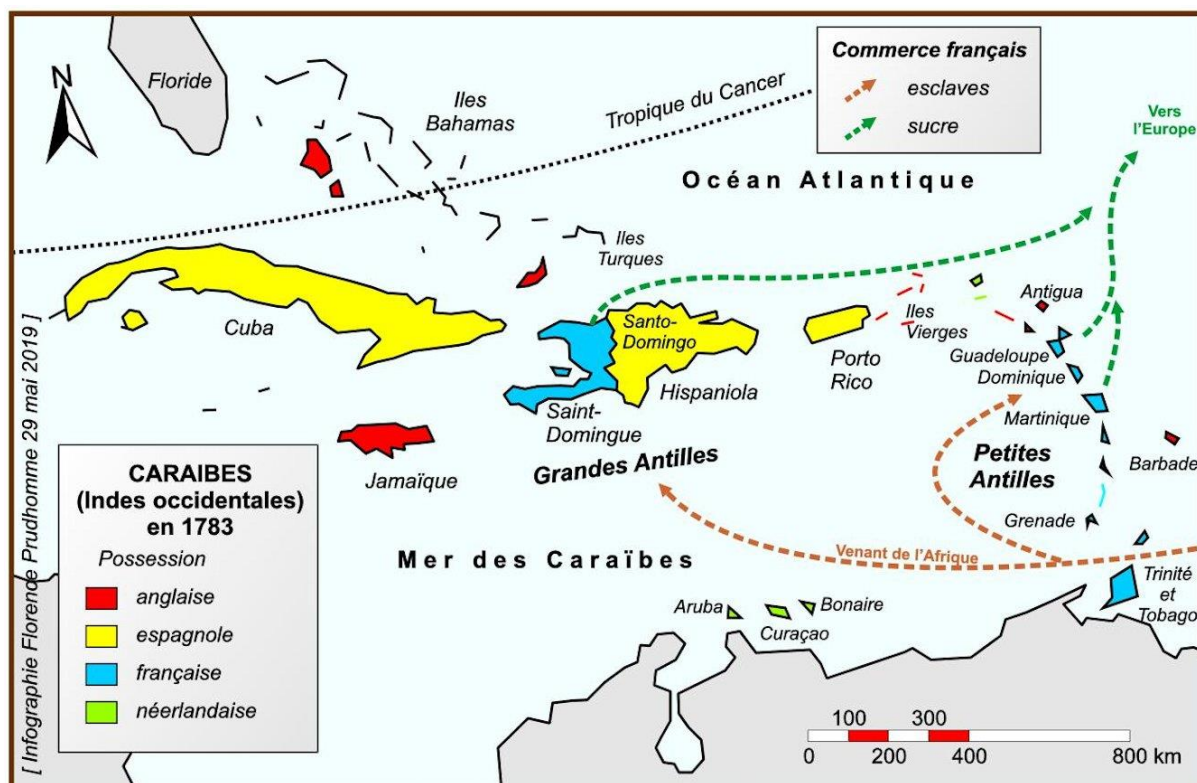 N
Floride
Iles
Bahamas
Tropique du Cancer
Commerce français
esclaves
sucre
Vers
l'Europe
Océan Atlantique
Iles
Turques
Cuba
Santo-
Domingo
Hispaniola
Saint-
Domingue
Porto
Rico
Iles
Vierges
Antigua
Guadeloupe
Dominique
Martinique
Petites
Antilles
Barbade
Grenade
Jamaïque
Grandes Antilles
Mer des Caraïbes
Venant de l'Afrique
Trinité
et
Tobago
Aruba
Bonaire
Curaçao
CARAIBES
(Indes occidentales)
en 1783
Possession
anglaise
espagnole
française
néerlandaise
100 300
0 200 400 800 km
[ Infographie Florence Prudhomme 29 mai 2019 ]